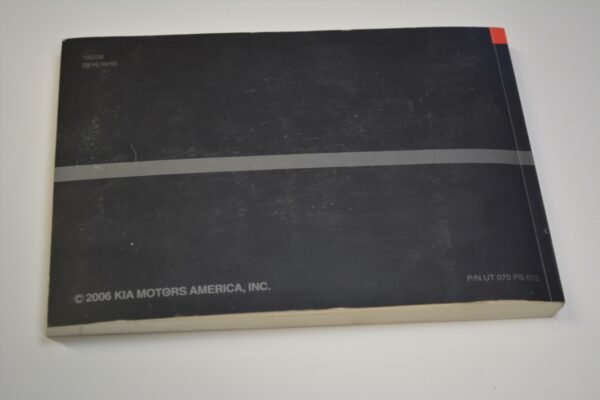 © 2006 KIA MOTORS AMERICA, INC.
P/N UT 070 PS 013